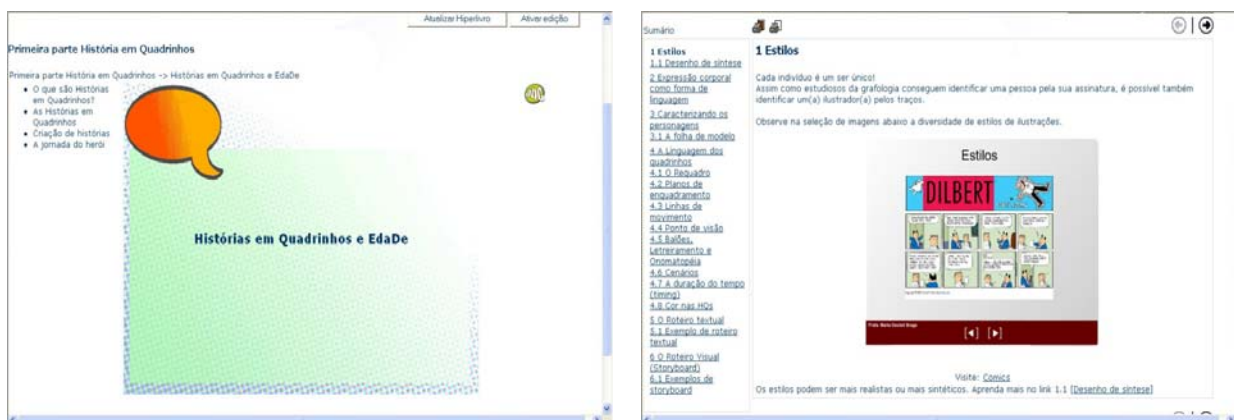 Atualizar Hiperlivro
Ativar edição
Primeira parte História em Quadrinhos
Primeira parte História em Quadrinhos -> Histórias em Quadrinhos e EdaDe
O que são Histórias
em Quadrinhos?
As Histórias em
Quadrinhos
Criação de histórias
A jornada do herói
Histórias em Quadrinhos e EdaDe
Sumário
1 Estilos
1.1 Desenho de síntese
2 Expressão corporal
como forma de
linguagem
3 Caracterizando os
personagens
3.1 A folha de modelo
4 A Linguagem dos
quadrinhos
4.1 O Requadro
4.2 Planos de
enquadramento
4.3 Linhas de
movimento
4.4 Ponto de visão
4.5 Balões,
Letreiramento e
Onomatopéia
4.6 Cenários
4.7 A duração do tempo
(timing)
4.8 Cor nas HQs
5 O Roteiro textual
5.1 Exemplo de roteiro
textual
6 O Roteiro Visual
(Storyboard)
6.1 Exemplos de
storyboard
1 Estilos
Cada indivíduo é um ser único!
Assim como estudiosos da grafologia conseguem identificar uma pessoa pela sua assinatura, é possível também
identificar um(a) ilustrador(a) pelos traços.
Observe na seleção de imagens abaixo a diversidade de estilos de ilustrações.
Estilos
DILBERT
Visite: Comics
Os estilos podem ser mais realistas ou mais sintéticos. Aprenda mais no link 1.1 [Desenho de síntese]